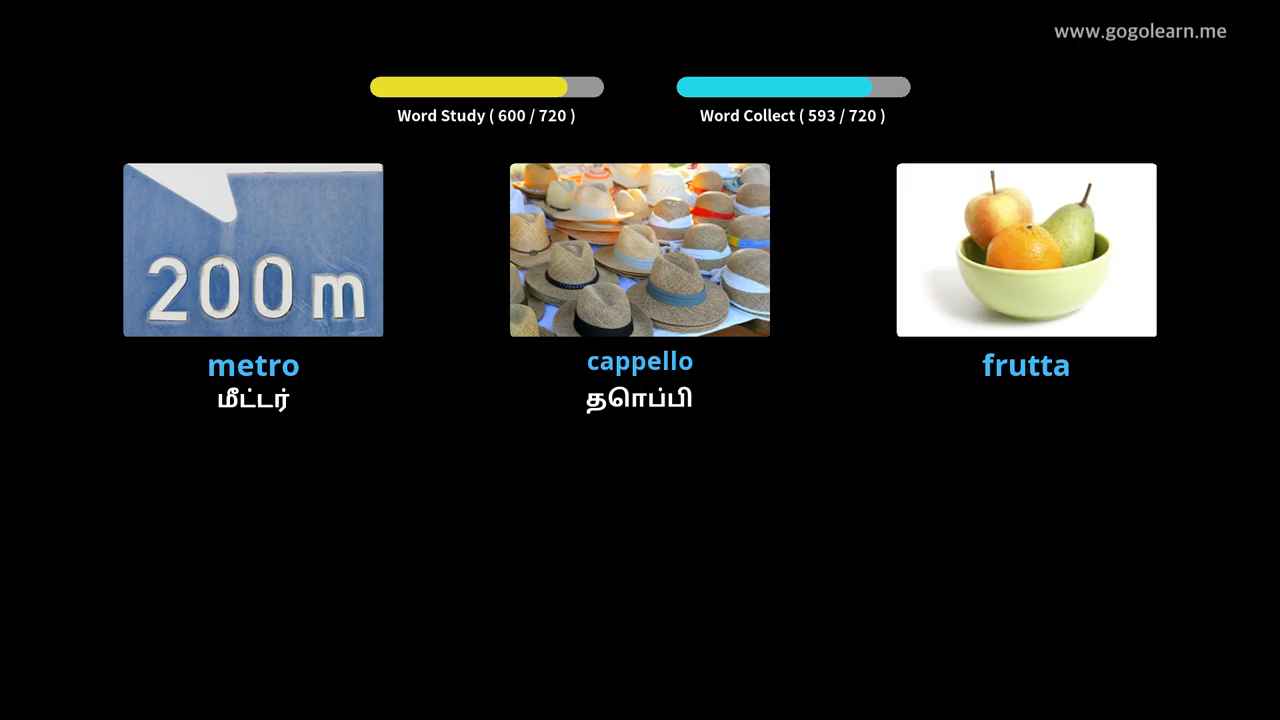 www.gogolearn.me
Word Study ( 600 / 720 )
Word Collect ( 593 / 720 )
200m
metro
மீட்டர்
cappello
தொப்பி
frutta